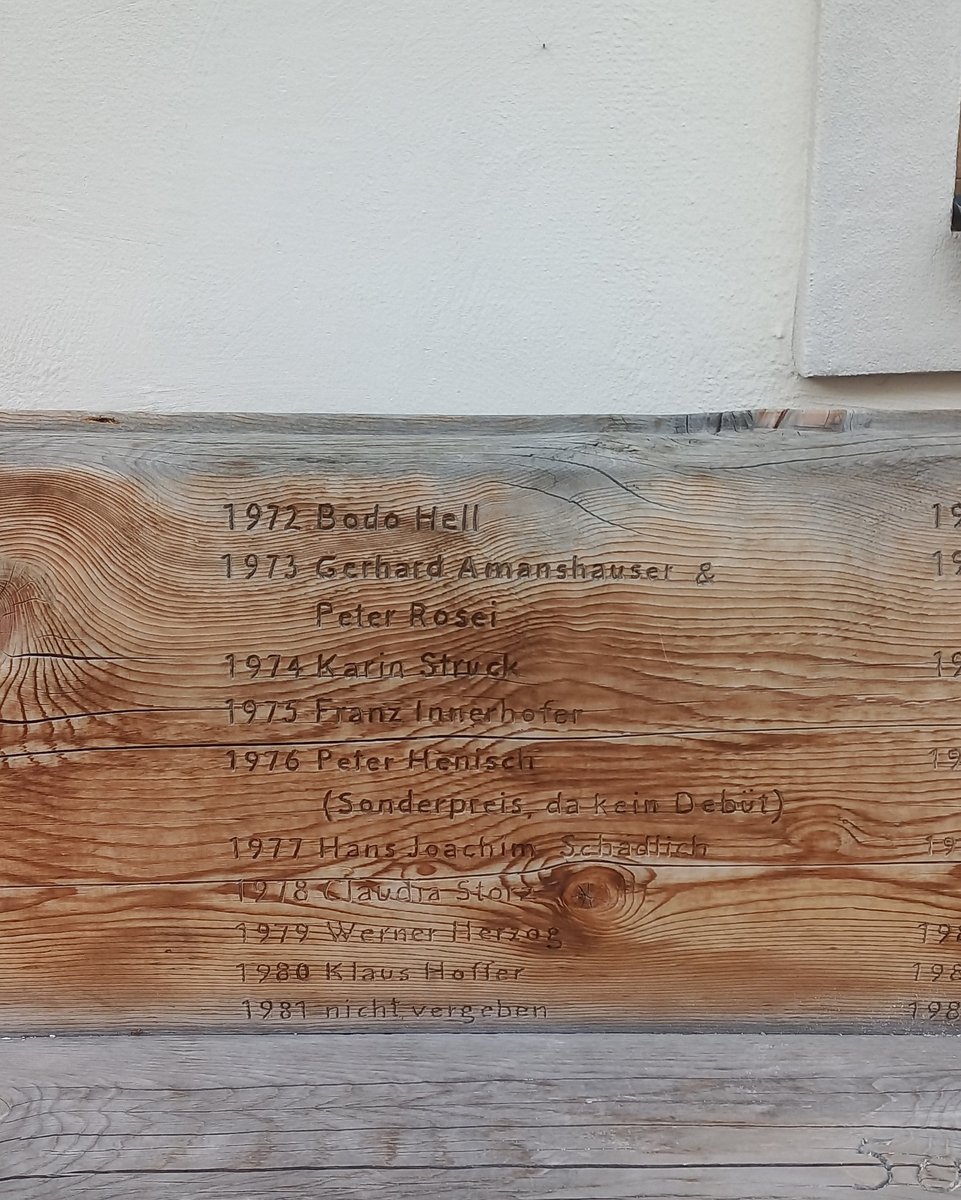 1972 Bodo Hell
1973 Gerhard Amanshauser &
Peter Rosei
1974 Karin Struck
1975 Franz Innerhofer
1976 Peter Henisch
(Sonderpreis, da kein Debüt)
1977 Hans Joachim Schädlich
1978 Claudia Storz
1979 Werner Herzog
1980 Klaus Hoffer
1981 nicht vergeben